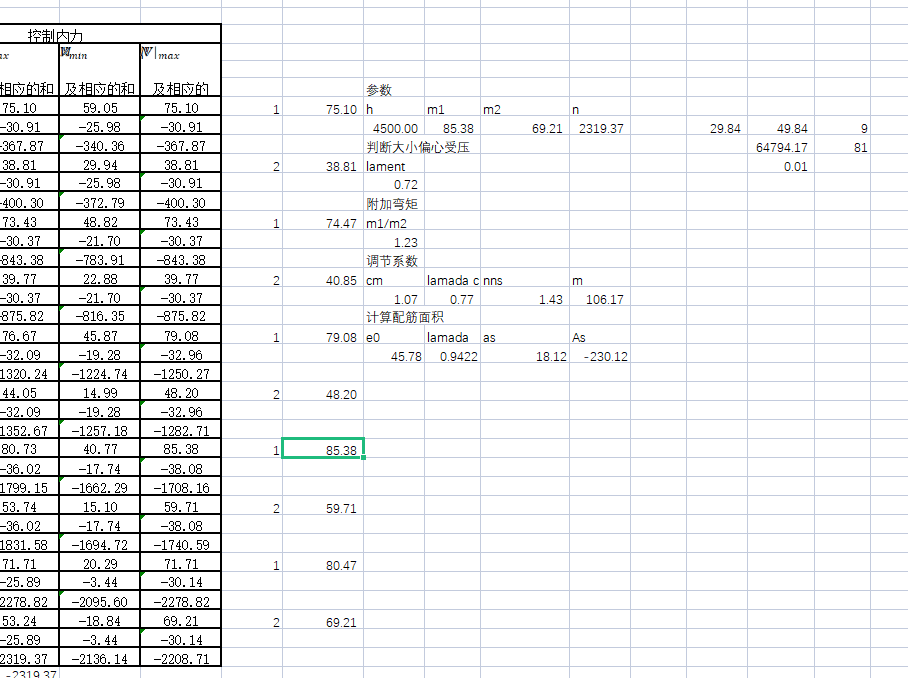 控制内力
max
Mmin
|N|max
相应的和 及相应的和 及相应的
参数
75.10 59.05 75.10 1 75.10 h m1 m2 n
-30.91 -25.98 -30.91 4500.00 85.38 69.21 2319.37 29.84 49.84 9
-367.87 -340.36 -367.87 判断大小偏心受压 64794.17 81
38.81 29.94 38.81 2 38.81 lament 0.01
-30.91 -25.98 -30.91 0.72
-400.30 -372.79 -400.30 附加弯矩
73.43 48.82 73.43 1 74.47 m1/m2
-30.37 -21.70 -30.37 1.23
-843.38 -783.91 -843.38 调节系数
39.77 22.88 39.77 2 40.85 cm lamada c nns m
-30.37 -21.70 -30.37 1.07 0.77 1.43 106.17
-875.82 -816.35 -875.82 计算配筋面积
76.67 45.87 79.08 1 79.08 e0 lamada as As
-32.09 -19.28 -32.96 45.78 0.9422 18.12 -230.12
1320.24 -1224.74 -1250.27
44.05 14.99 48.20 2 48.20
-32.09 -19.28 -32.96
1352.67 -1257.18 -1282.71
80.73 40.77 85.38 1 85.38
-36.02 -17.74 -38.08
1799.15 -1662.29 -1708.16
53.74 15.10 59.71 2 59.71
-36.02 -17.74 -38.08
1831.58 -1694.72 -1740.59
71.71 20.29 71.71 1 80.47
-25.89 -3.44 -30.14
2278.82 -2095.60 -2278.82
53.24 -18.84 69.21 2 69.21
-25.89 -3.44 -30.14
2319.37 -2136.14 -2208.71
-2319.37